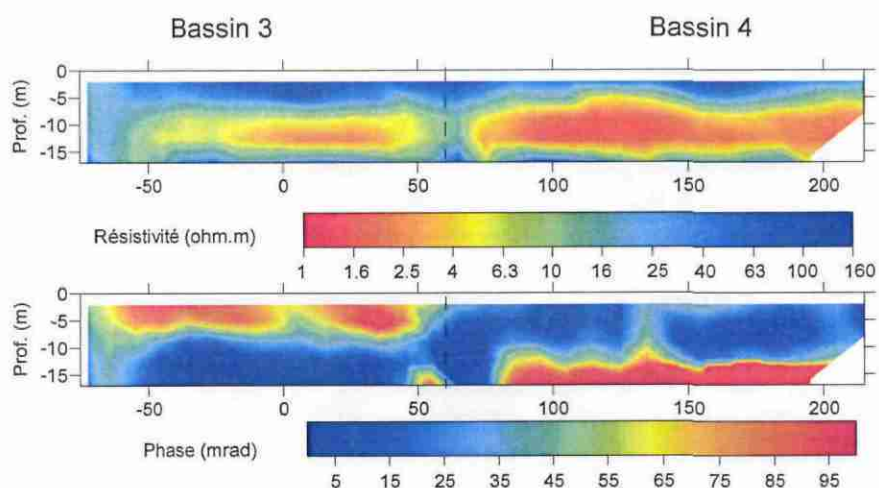 Bassin 3 Bassin 4
Prof. (m)
0
-5
-10
-15
-50 0 50 100 150 200
Résistivité (ohm.m)
1 1.6 2.5 4 6.3 10 16 25 40 63 100 160
Prof. (m)
0
-5
-10
-15
-50 0 50 100 150 200
Phase (mrad)
5 15 25 35 45 55 65 75 85 95